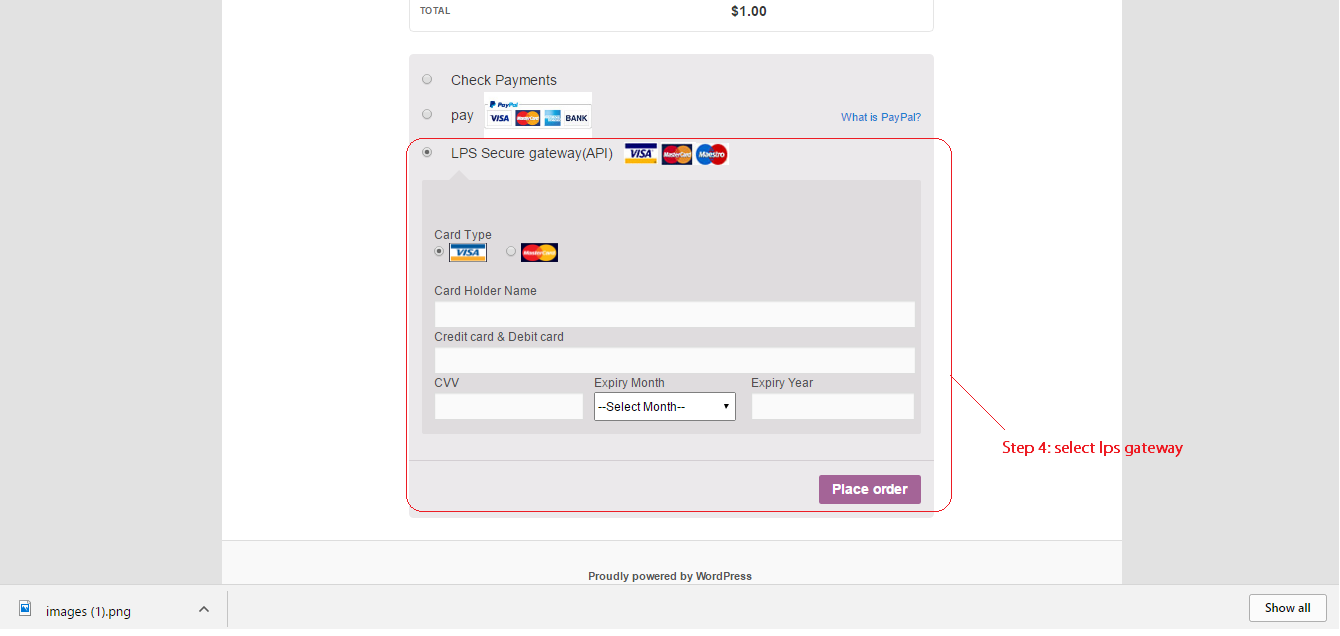 TOTAL $1.00
Check Payments
pay PayPal VISA MasterCard BANK What is PayPal?
LPS Secure gateway(API) VISA MasterCard Maestro
Card Type
VISA MasterCard
Card Holder Name
Credit card & Debit card
CVV Expiry Month Expiry Year
--Select Month--
Step 4: select lps gateway
Place order
Proudly powered by WordPress
images (1).png Show all